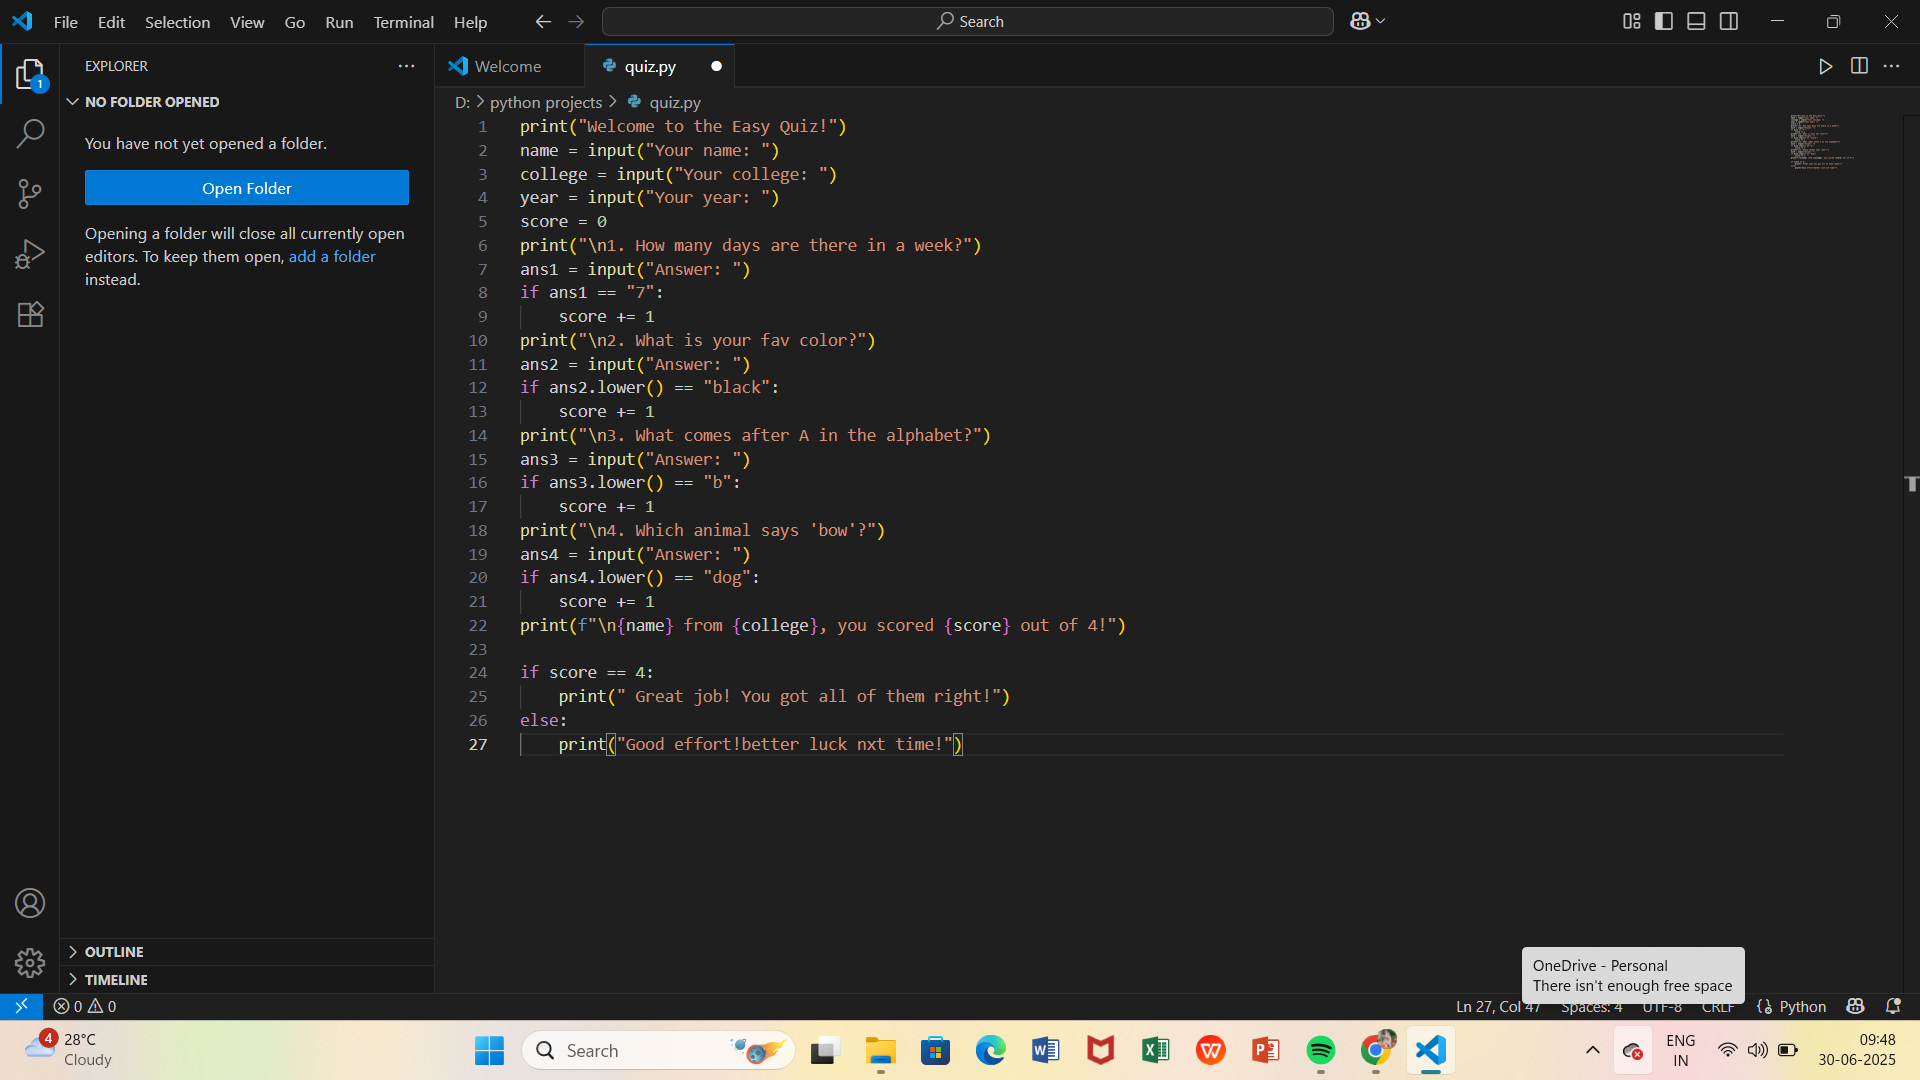 File Edit Selection View Go Run Terminal Help
Search
EXPLORER
Welcome
quiz.py
1
NO FOLDER OPENED
You have not yet opened a folder.
Open Folder
Opening a folder will close all currently open
editors. To keep them open, add a folder
instead.
D: > python projects > quiz.py
1 print("Welcome to the Easy Quiz!")
2 name = input("Your name: ")
3 college = input("Your college: ")
4 year = input("Your year: ")
5 score = 0
6 print("\n1. How many days are there in a week?")
7 ans1 = input("Answer: ")
8 if ans1 == "7":
9     score += 1
10 print("\n2. What is your fav color?")
11 ans2 = input("Answer: ")
12 if ans2.lower() == "black":
13     score += 1
14 print("\n3. What comes after A in the alphabet?")
15 ans3 = input("Answer: ")
16 if ans3.lower() == "b":
17     score += 1
18 print("\n4. Which animal says 'bow'?")
19 ans4 = input("Answer: ")
20 if ans4.lower() == "dog":
21     score += 1
22 print(f"\n{name} from {college}, you scored {score} out of 4!")
23
24 if score == 4:
25     print(" Great job! You got all of them right!")
26 else:
27     print("Good effort!better luck nxt time!")
OUTLINE
TIMELINE
OneDrive - Personal
There isn't enough free space
0 0
Ln 27, Col 47 Spaces: 4 UTF-8 CRLF Python
4
28°C
Cloudy
Search
ENG
IN
09:48
30-06-2025